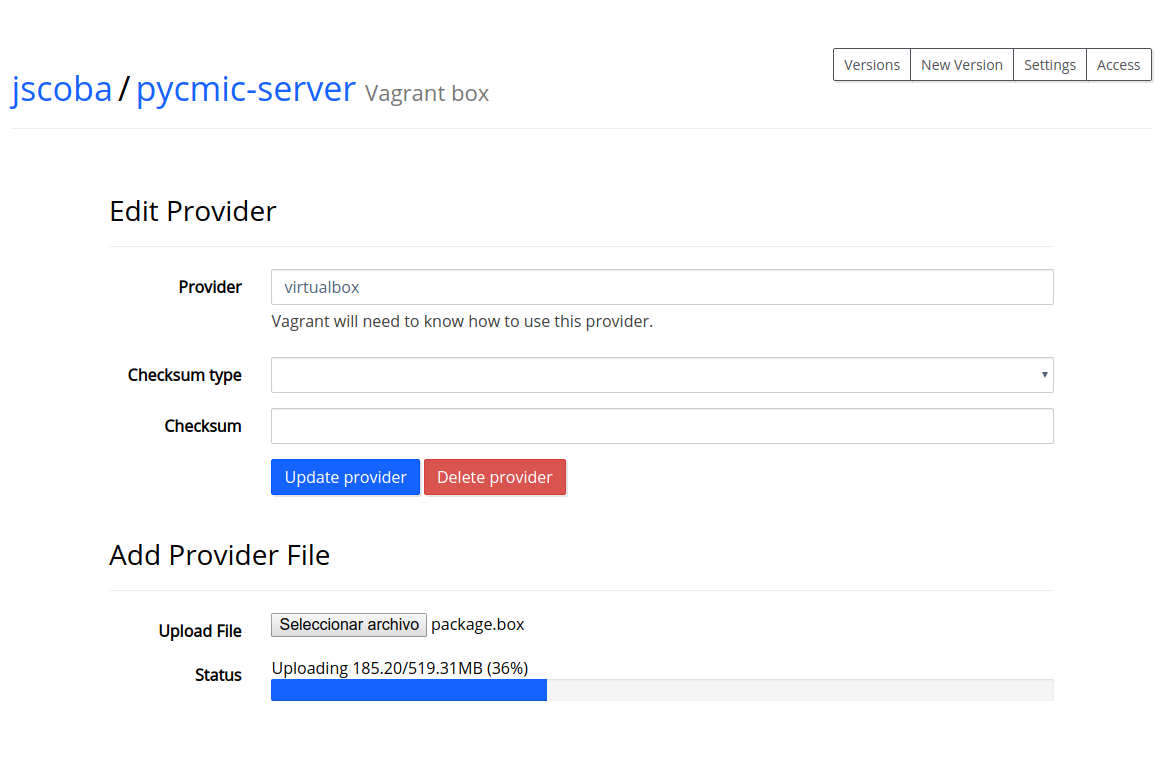 Versions New Version Settings Access
jscoba / pycmic-server Vagrant box
Edit Provider
Provider virtualbox
Vagrant will need to know how to use this provider.
Checksum type
Checksum
Update provider Delete provider
Add Provider File
Upload File Seleccionar archivo package.box
Status Uploading 185.20/519.31MB (36%)